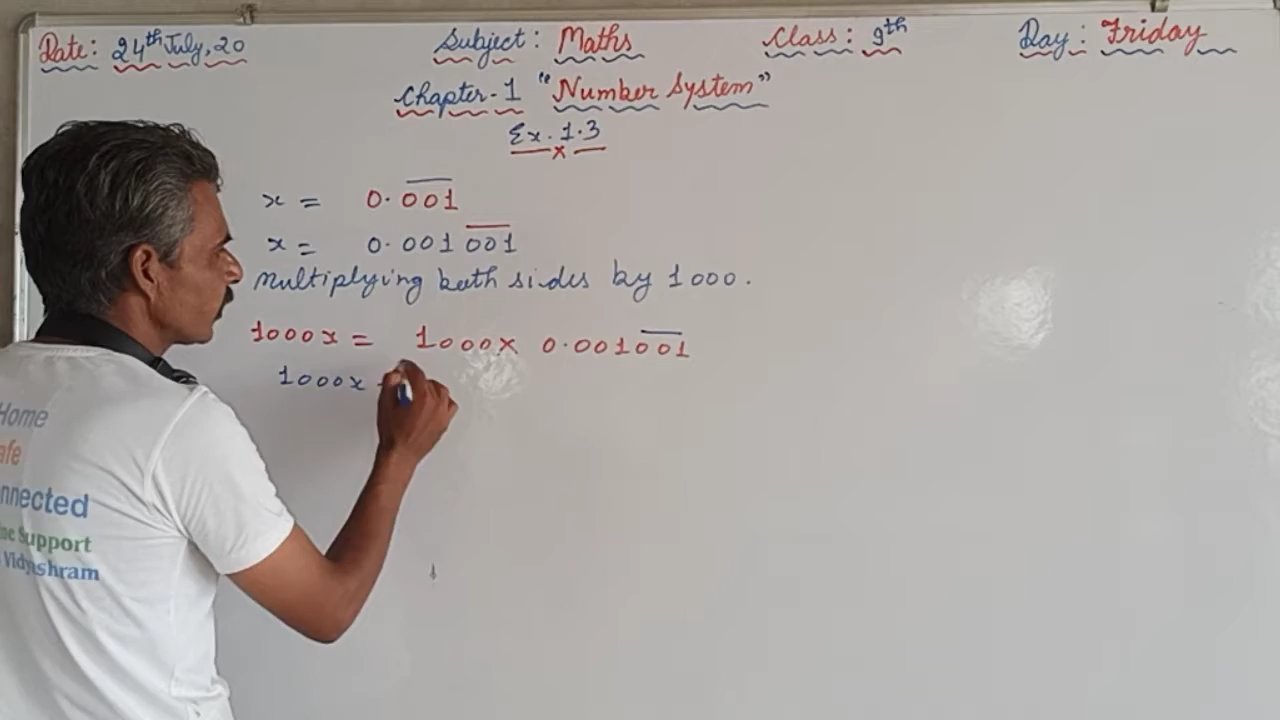 Date: 24th July, 20 Subject: Maths Class: 9th Day: Friday
Chapter-1 "Number System"
Ex. 1.3
x = 0.001
x = 0.001 001
Multiplying both sides by 1000.
1000x = 1000 x 0.001001
1000x
Home
nnected
Support
Vidyashram